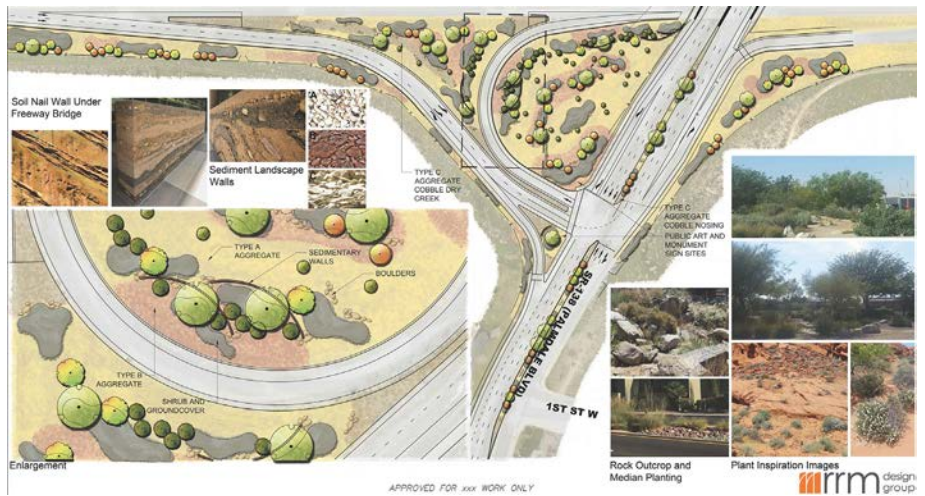 Soil Nail Wall Under
Freeway Bridge
Sediment Landscape
Walls
A
TYPE C
AGGREGATE
COBBLE DRY
CREEK
TYPE C
AGGREGATE
COBBLE NOSING
PUBLIC ART AND
MONUMENT
SIGN SITES
TYPE A
AGGREGATE
SEDIMENTARY
WALLS
BOULDERS
TYPE B
AGGREGATE
SHRUB AND
GROUNDCOVER
Enlargement
SR-138 (PALMDALE BLVD)
1ST ST W
Rock Outcrop and
Median Planting
Plant Inspiration Images
APPROVED FOR xxx WORK ONLY
rrm design
group